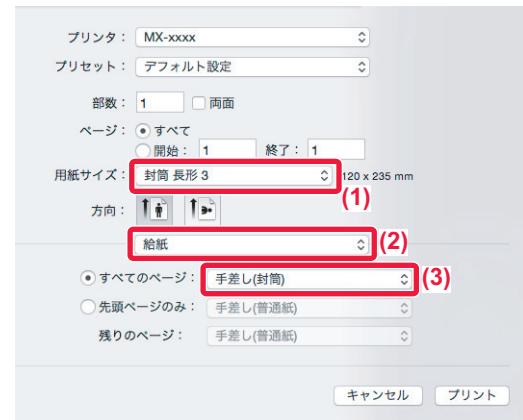 プリンタ： MX-xxxx
プリセット： デフォルト設定
部数： 1 両面
ページ： すべて
開始： 1 終了： 1
用紙サイズ： 封筒 長形 3 120 x 235 mm
(1)
方向：
給紙 (2)
すべてのページ： 手差し(封筒) (3)
先頭ページのみ： 手差し(普通紙)
残りのページ： 手差し(普通紙)
キャンセル プリント